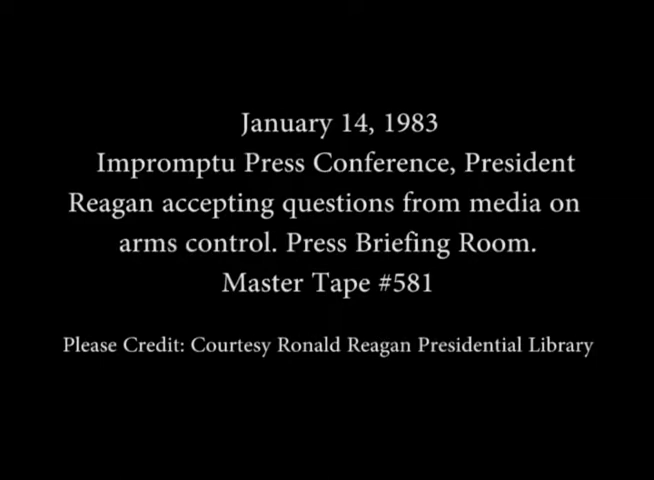 January 14, 1983
Impromptu Press Conference, President
Reagan accepting questions from media on
arms control. Press Briefing Room.
Master Tape #581
Please Credit: Courtesy Ronald Reagan Presidential Library